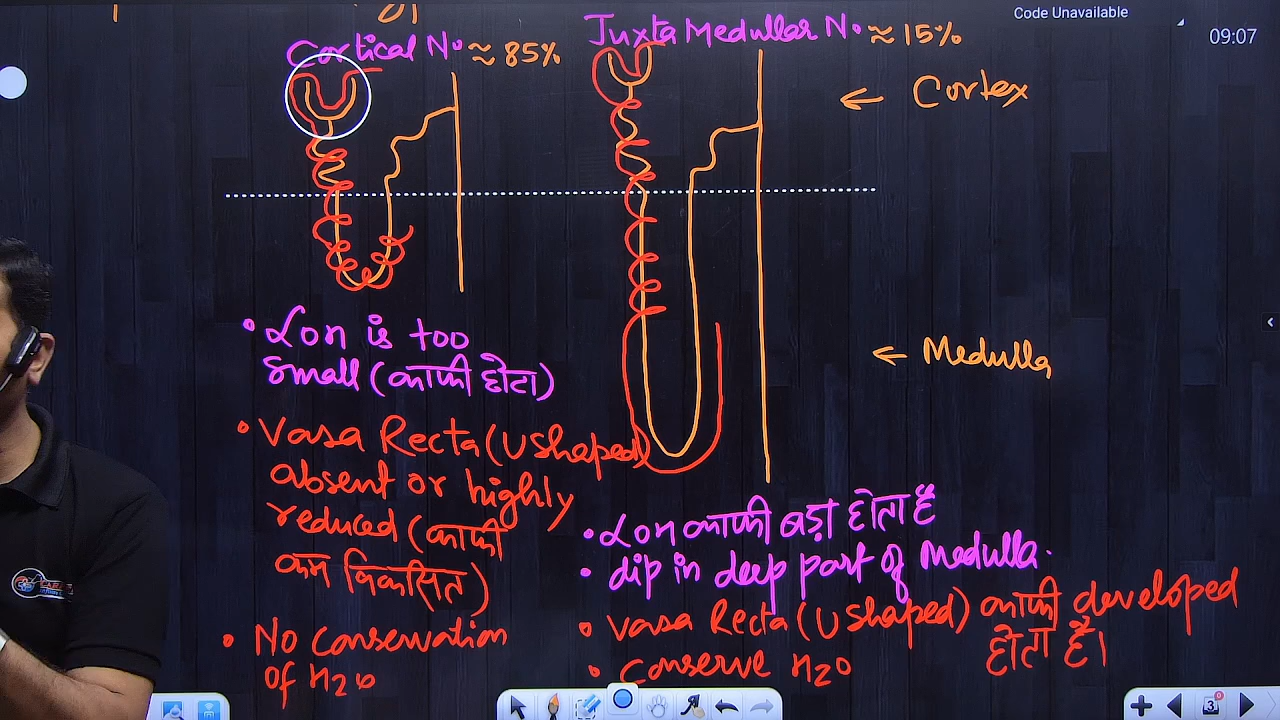 Code Unavailable
09:07
Cortical N. ≈ 85%
Juxta Medullar N. ≈ 15%
← Cortex
← Medulla
• Lon is too
small (काफी छोटा)
• Vasa Recta (U shaped)
absent or highly
reduced (काफी
कम विकसित)
• No conservation
of H2O
• Lon काफी बड़ा होता है
• dip in deep part of Medulla.
• Vasa Recta (U shaped) काफी developed
होता है।
• Conserve H2O
3